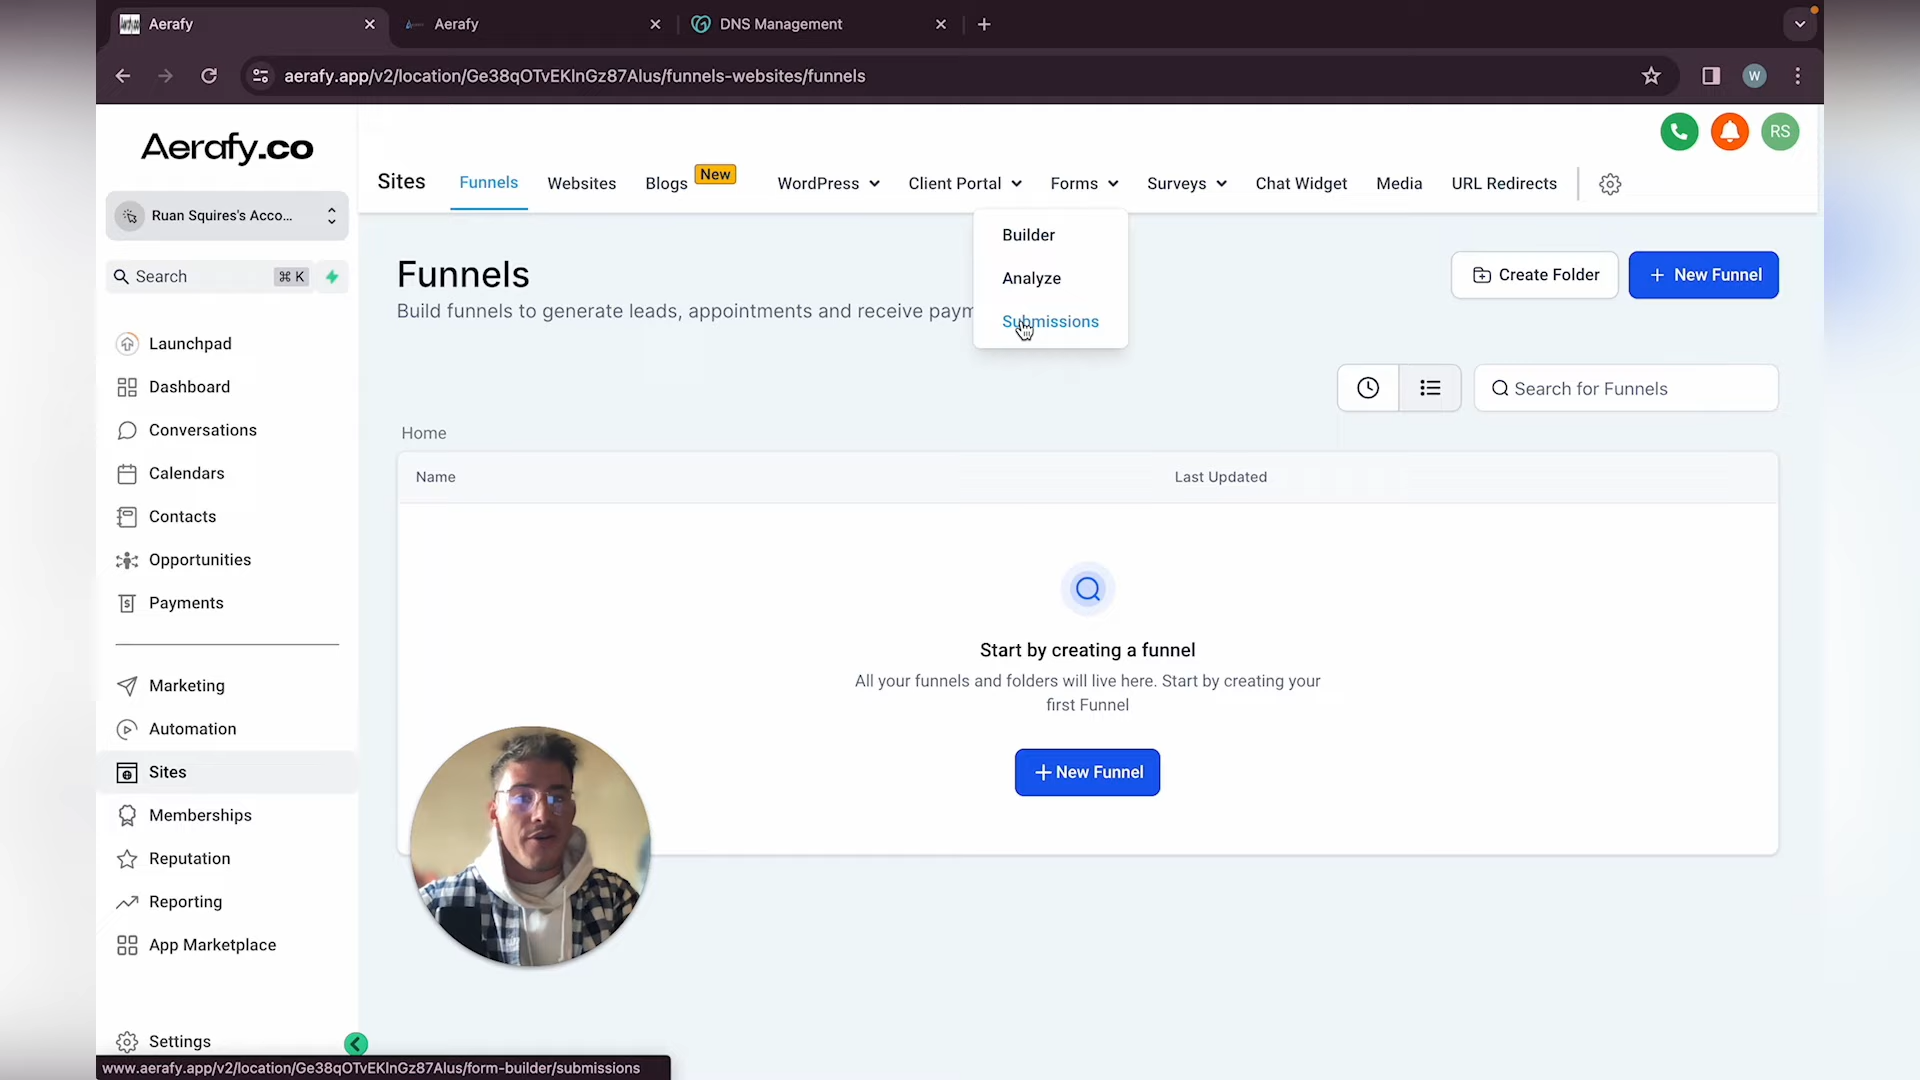 Aerafy
Aerafy
DNS Management
aerafy.app/v2/location/Ge38qOTvEKlnGz87Alus/funnels-websites/funnels
W
Aerafy.co
RS
Sites
Funnels
Websites
Blogs
New
WordPress
Client Portal
Forms
Surveys
Chat Widget
Media
URL Redirects
Ruan Squires's Acco...
Search
⌘ K
Builder
Analyze
Submissions
Funnels
Build funnels to generate leads, appointments and receive paym
Create Folder
+ New Funnel
Search for Funnels
Launchpad
Dashboard
Conversations
Calendars
Contacts
Opportunities
Payments
Marketing
Automation
Sites
Memberships
Reputation
Reporting
App Marketplace
Settings
Home
Name
Last Updated
Start by creating a funnel
All your funnels and folders will live here. Start by creating your
first Funnel
+ New Funnel
www.aerafy.app/v2/location/Ge38qOTvEKlnGz87Alus/form-builder/submissions